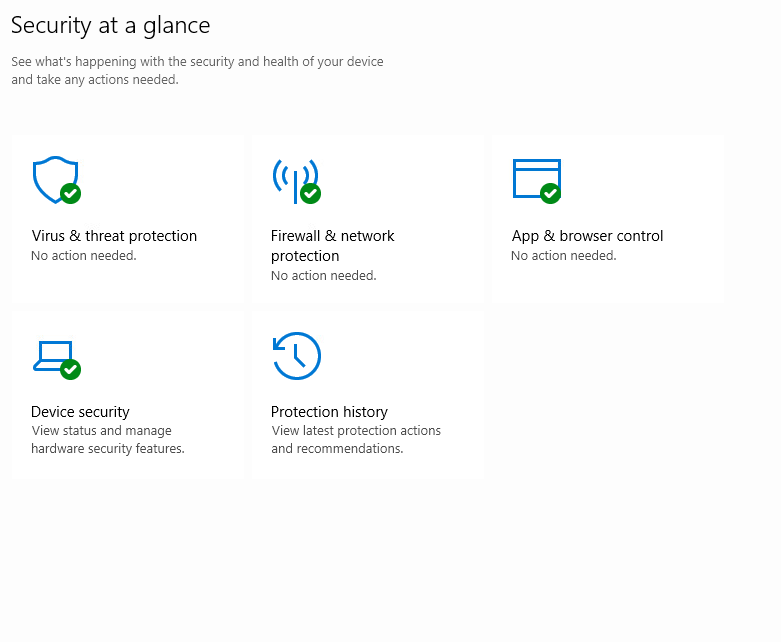 Security at a glance
See what's happening with the security and health of your device
and take any actions needed.
Virus & threat protection
No action needed.
Firewall & network
protection
No action needed.
App & browser control
No action needed.
Device security
View status and manage
hardware security features.
Protection history
View latest protection actions
and recommendations.